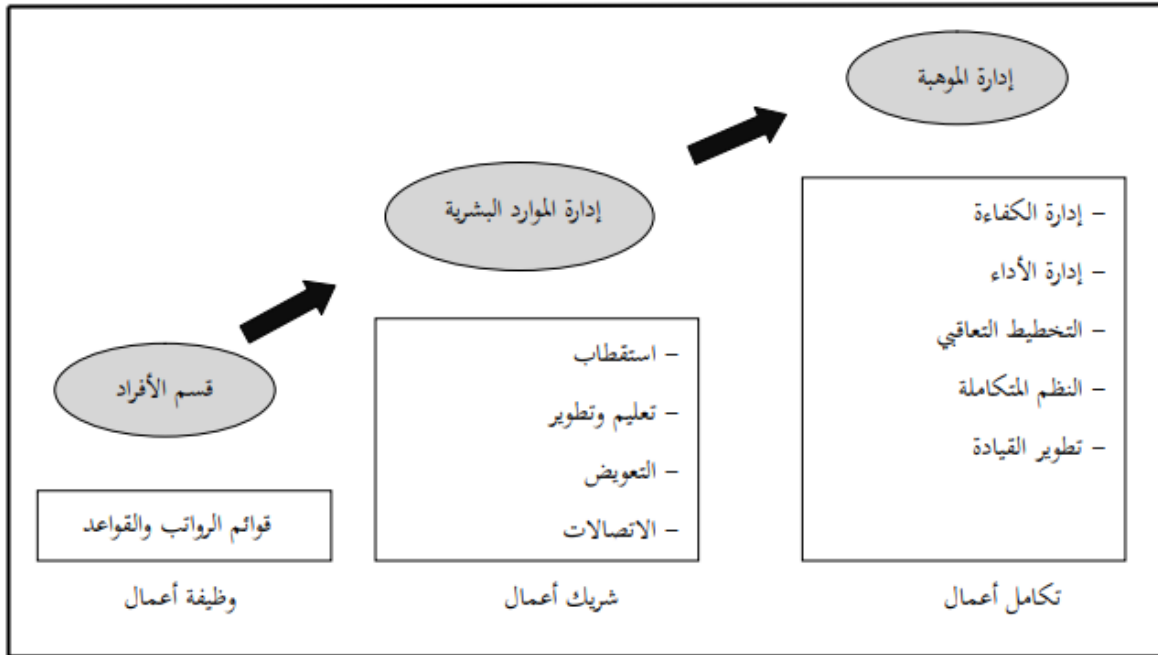 إدارة الموهبة
إدارة الموارد البشرية
قسم الأفراد
– إدارة الكفاءة
– إدارة الأداء
– التخطيط التعاقبي
– النظم المتكاملة
– تطوير القيادة
– استقطاب
– تعليم وتطوير
– التعويض
– الاتصالات
قوائم الرواتب والقواعد
تكامل أعمال
شريك أعمال
وظيفة أعمال